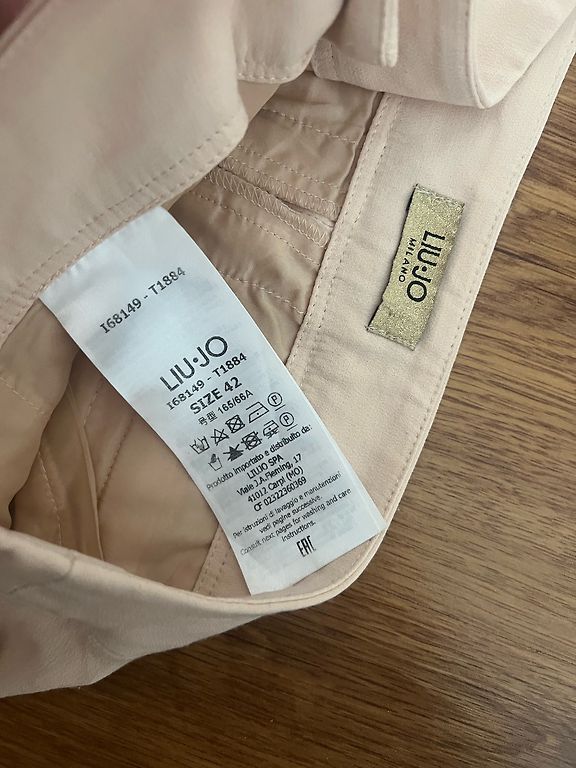 I68149 - T1884
LIU·JO
I68149 - T1884
SIZE 42
号型 165/66A
Prodotto importato e distribuito da:
LIUJO SPA
Viale J.A.Fleming, 17
41012 Carpi (MO)
CF 02322360369
Per istruzioni di lavaggio e manutenzioni
vedi pagine successive.
Consult next pages for washing and care
instructions.
EAC
LIU·JO
MILANO